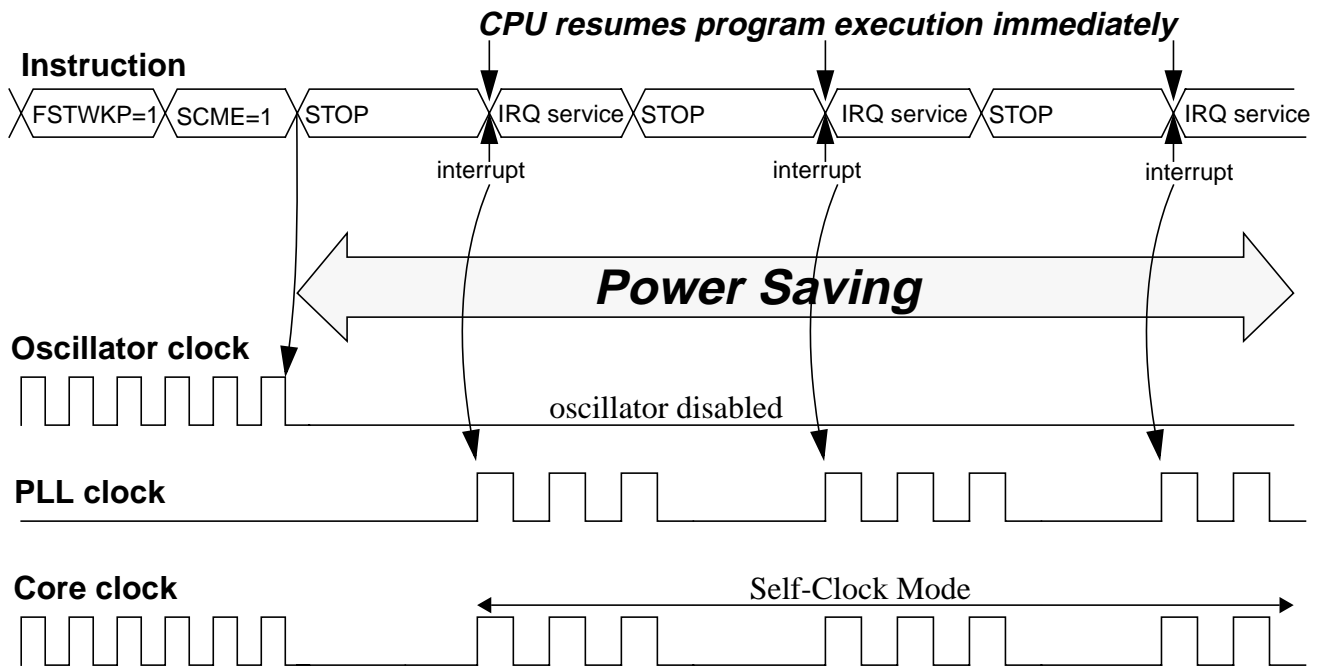 CPU resumes program execution immediately
Instruction
FSTWKP=1 SCME=1 STOP IRQ service STOP IRQ service STOP IRQ service
interrupt interrupt interrupt
Power Saving
Oscillator clock
oscillator disabled
PLL clock
Core clock
Self-Clock Mode